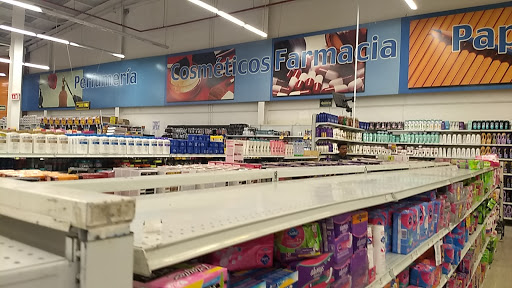 Perfumería
Cosméticos
Farmacia
Pap